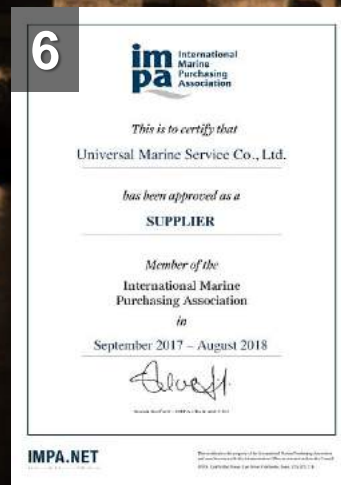 6
impa
International
Marine
Purchasing
Association
This is to certify that
Universal Marine Service Co., Ltd.
has been approved as a
SUPPLIER
Member of the
International Marine
Purchasing Association
in
September 2017 – August 2018
IMPA.NET